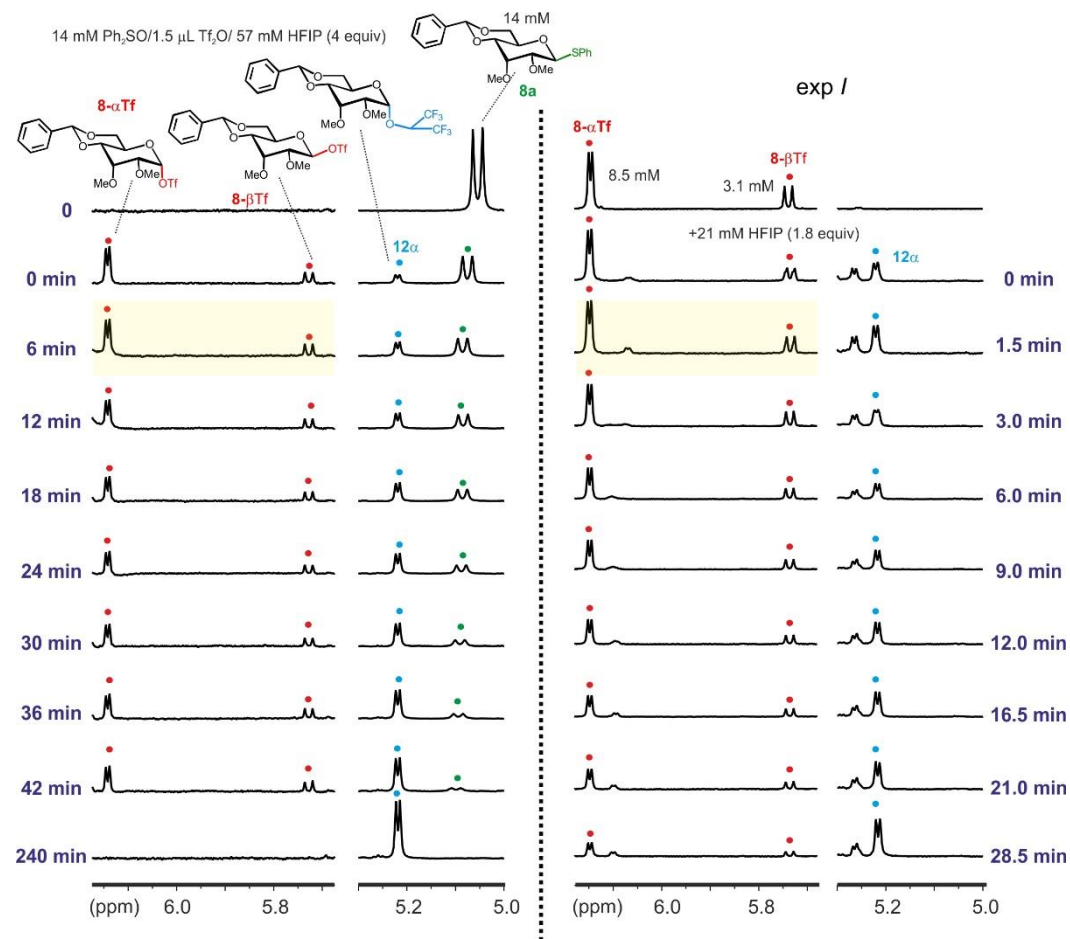 14 mM Ph₂SO/1.5 μL Tf₂O/ 57 mM HFIP (4 equiv)
14 mM
SPh
MeO
OMe
8a
8-αTf
MeO
OMe
OTf
OTf
MeO
OMe
8-βTf
CF₃
CF₃
MeO
OMe
O
0
0 min
12α
6 min
12 min
18 min
24 min
30 min
36 min
42 min
240 min
(ppm)
6.0
5.8
5.2
5.0
exp I
8-αTf
8.5 mM
8-βTf
3.1 mM
+21 mM HFIP (1.8 equiv)
12α
0 min
1.5 min
3.0 min
6.0 min
9.0 min
12.0 min
16.5 min
21.0 min
28.5 min
(ppm)
6.0
5.8
5.2
5.0